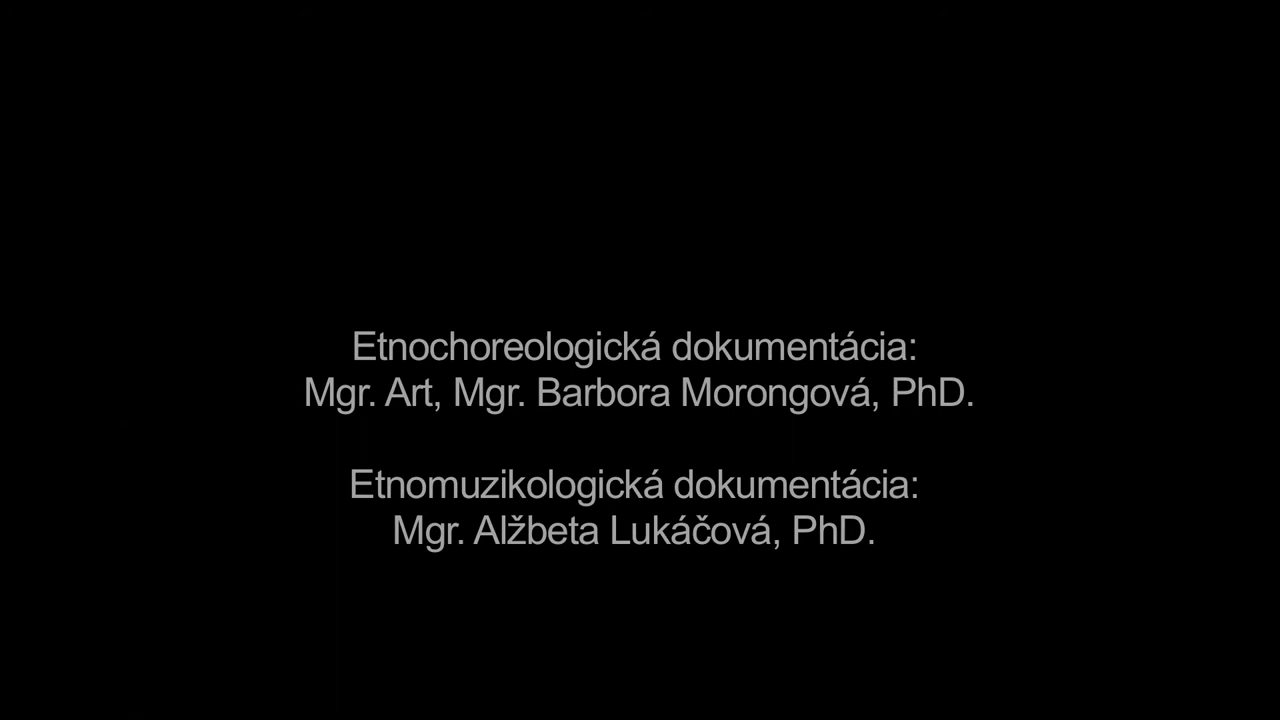 Etnochoreologická dokumentácia:
Mgr. Art, Mgr. Barbora Morongová, PhD.
Etnomuzikologická dokumentácia:
Mgr. Alžbeta Lukáčová, PhD.